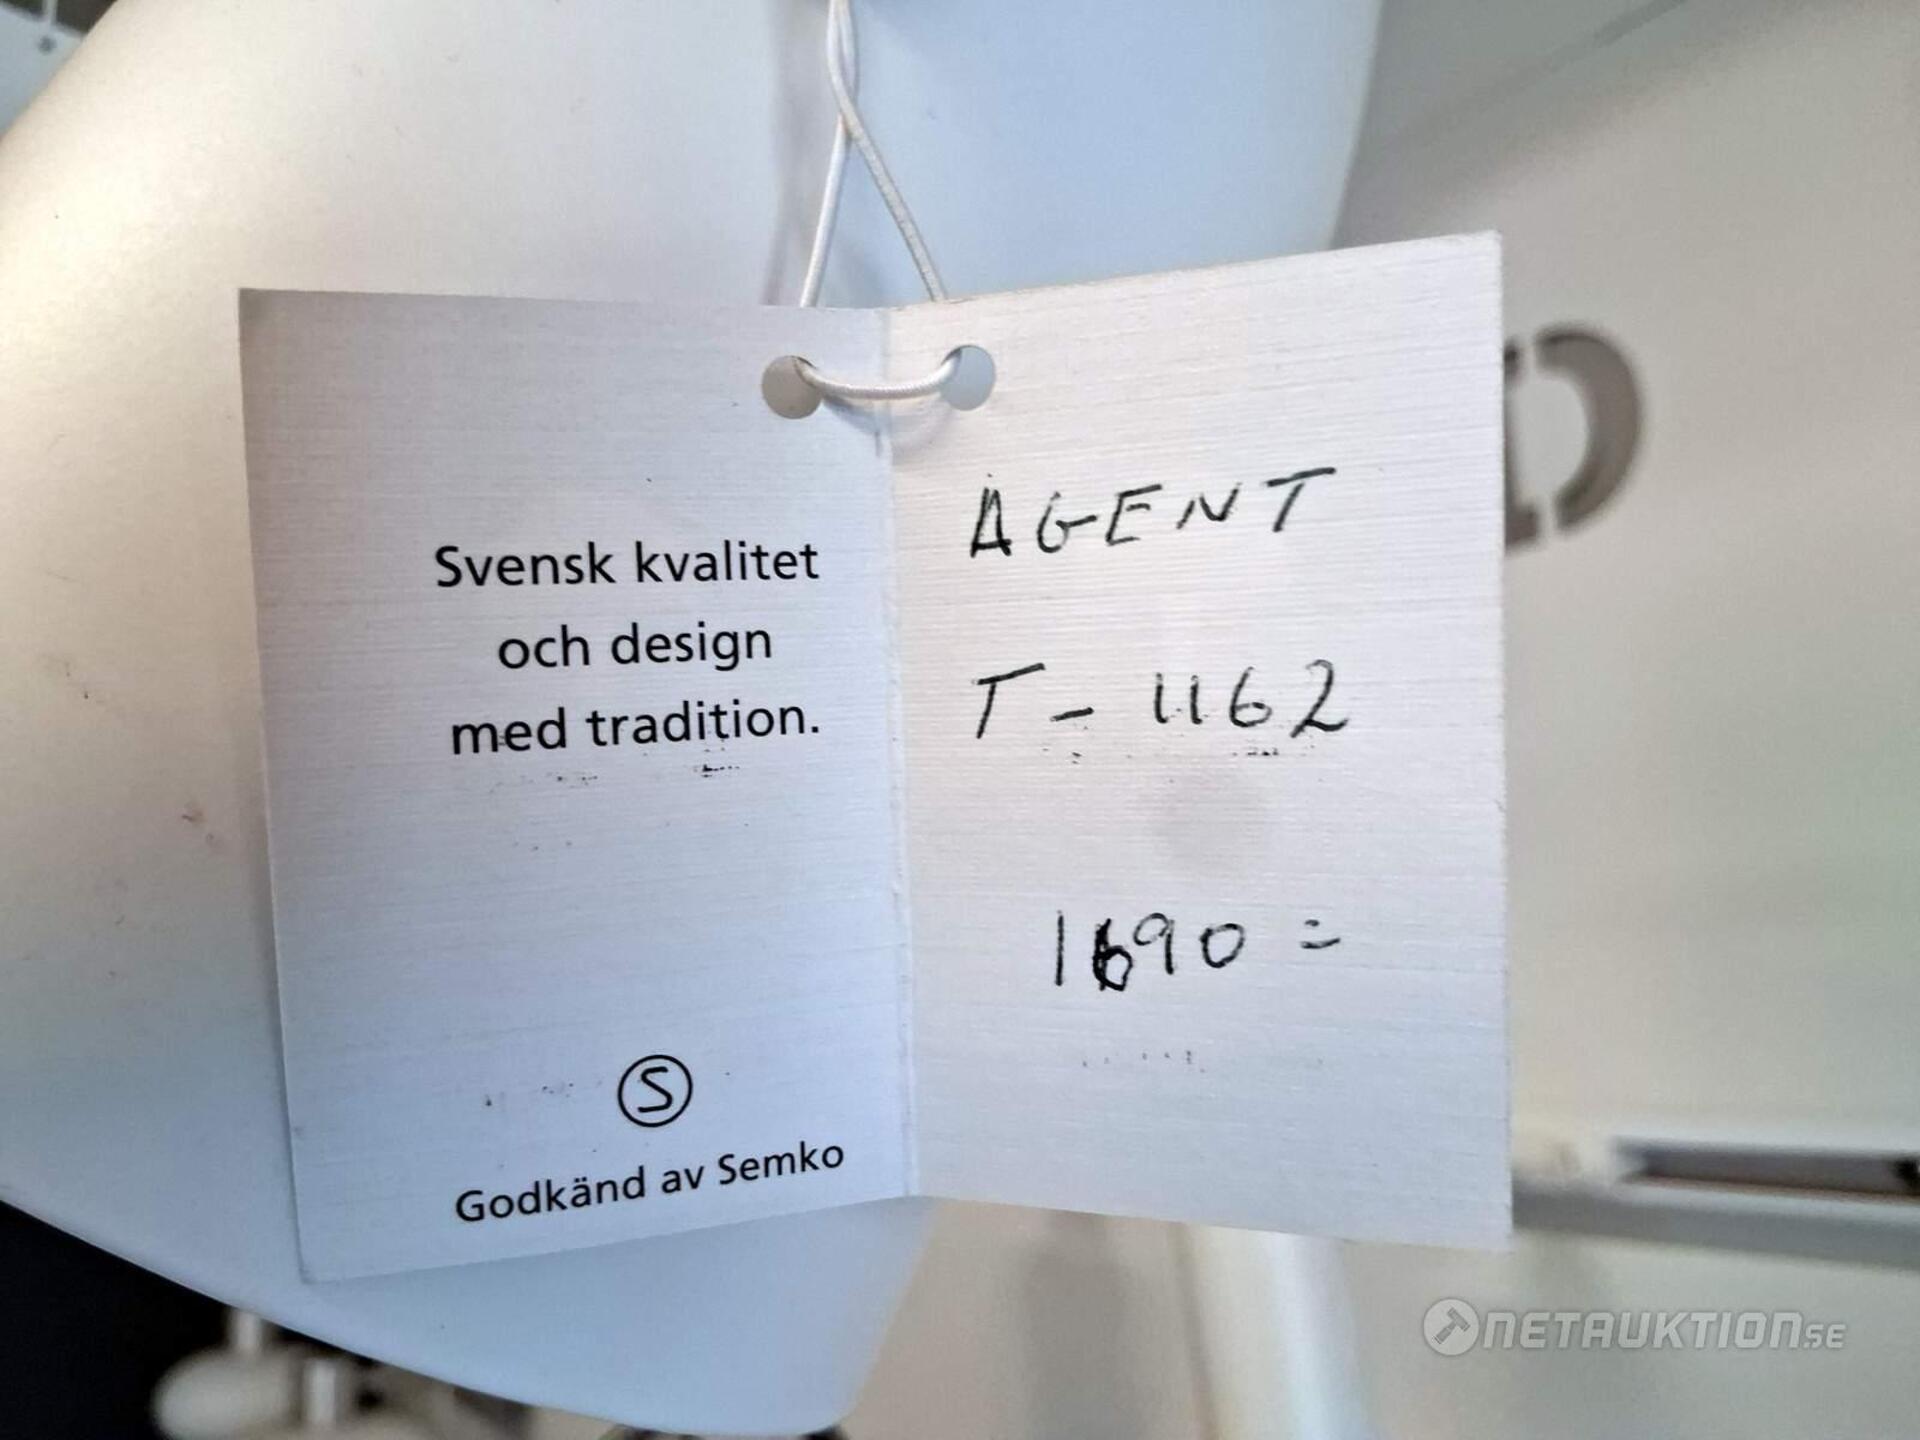 Svensk kvalitet
och design
med tradition.
S
Godkänd av Semko
AGENT
T - 1162
1690 =
NETAUKTION.SE